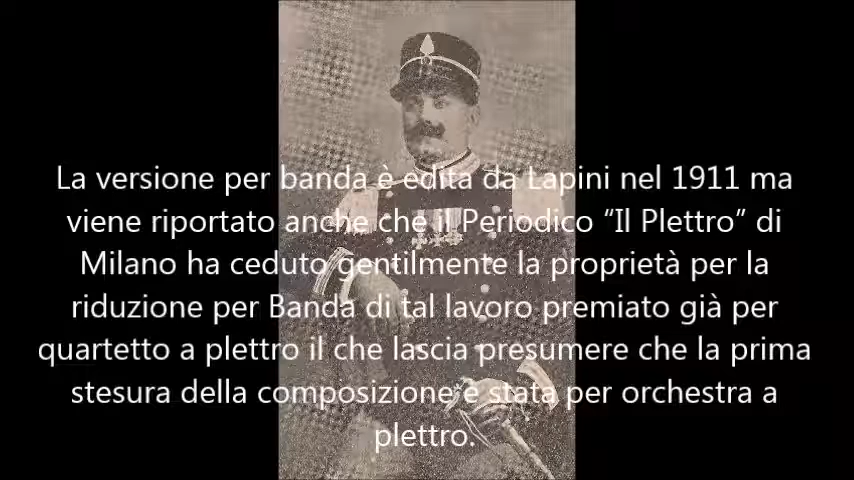 La versione per banda è edita da Lapini nel 1911 ma
viene riportato anche che il Periodico “Il Plettro” di
Milano ha ceduto gentilmente la proprietà per la
riduzione per Banda di tal lavoro premiato già per
quartetto a plettro il che lascia presumere che la prima
stesura della composizione è stata per orchestra a
plettro.